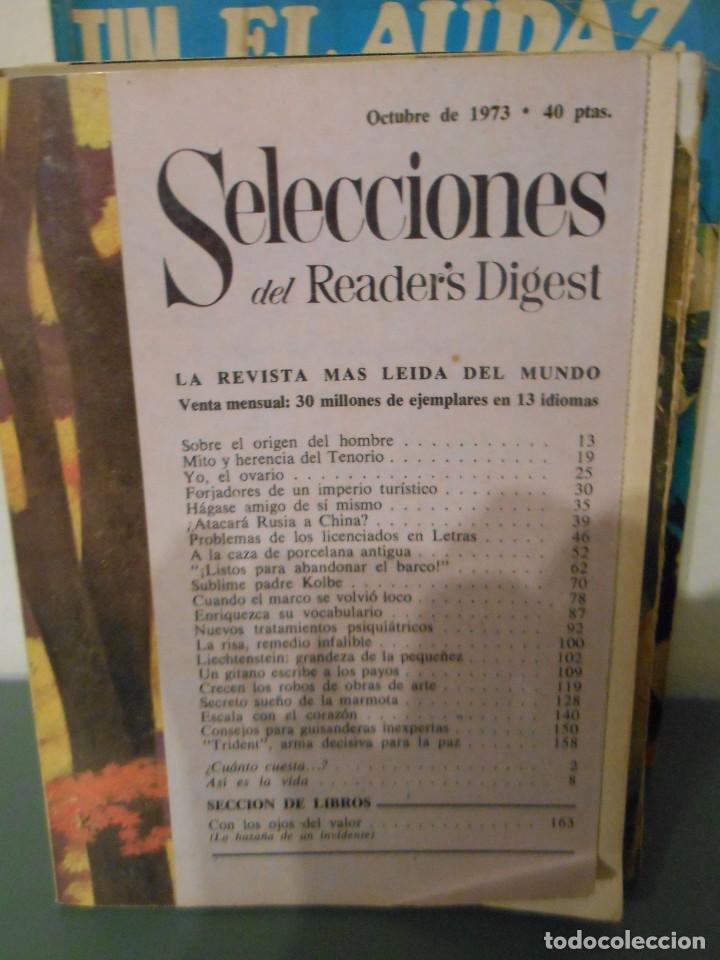 TIM EL AUDAZ
Octubre de 1973 • 40 ptas.
Selecciones
del Reader's Digest
LA REVISTA MAS LEIDA DEL MUNDO
Venta mensual: 30 millones de ejemplares en 13 idiomas
Sobre el origen del hombre . . . . . . . . . . . 13
Mito y herencia del Tenorio . . . . . . . . . . . 19
Yo, el ovario . . . . . . . . . . . . . . . . . . 25
Forjadores de un imperio turístico . . . . . . . . 30
Hágase amigo de sí mismo . . . . . . . . . . . . 35
¿Atacará Rusia a China? . . . . . . . . . . . . . 39
Problemas de los licenciados en Letras . . . . . . 46
A la caza de porcelana antigua . . . . . . . . . . 52
"¡Listos para abandonar el barco!" . . . . . . . . 62
Sublime padre Kolbe . . . . . . . . . . . . . . . 70
Cuando el marco se volvió loco . . . . . . . . . . 78
Enriquezca su vocabulario . . . . . . . . . . . . 87
Nuevos tratamientos psiquiátricos . . . . . . . . . 92
La risa, remedio infalible . . . . . . . . . . . . 100
Liechtenstein: grandeza de la pequeñez . . . . . . 102
Un gitano escribe a los payos . . . . . . . . . . 109
Crecen los robos de obras de arte . . . . . . . . 119
Secreto sueño de la marmota . . . . . . . . . . . 128
Escala con el corazón . . . . . . . . . . . . . . 140
Consejos para guisanderas inexpertas . . . . . . . 150
"Trident", arma decisiva para la paz . . . . . . . 158
¿Cuánto cuesta...? . . . . . . . . . . . . . . . 2
Así es la vida . . . . . . . . . . . . . . . . . 8
SECCION DE LIBROS
Con los ojos del valor . . . . . . . . . . . . . 163
(La hazaña de un invidente)
todocoleccion